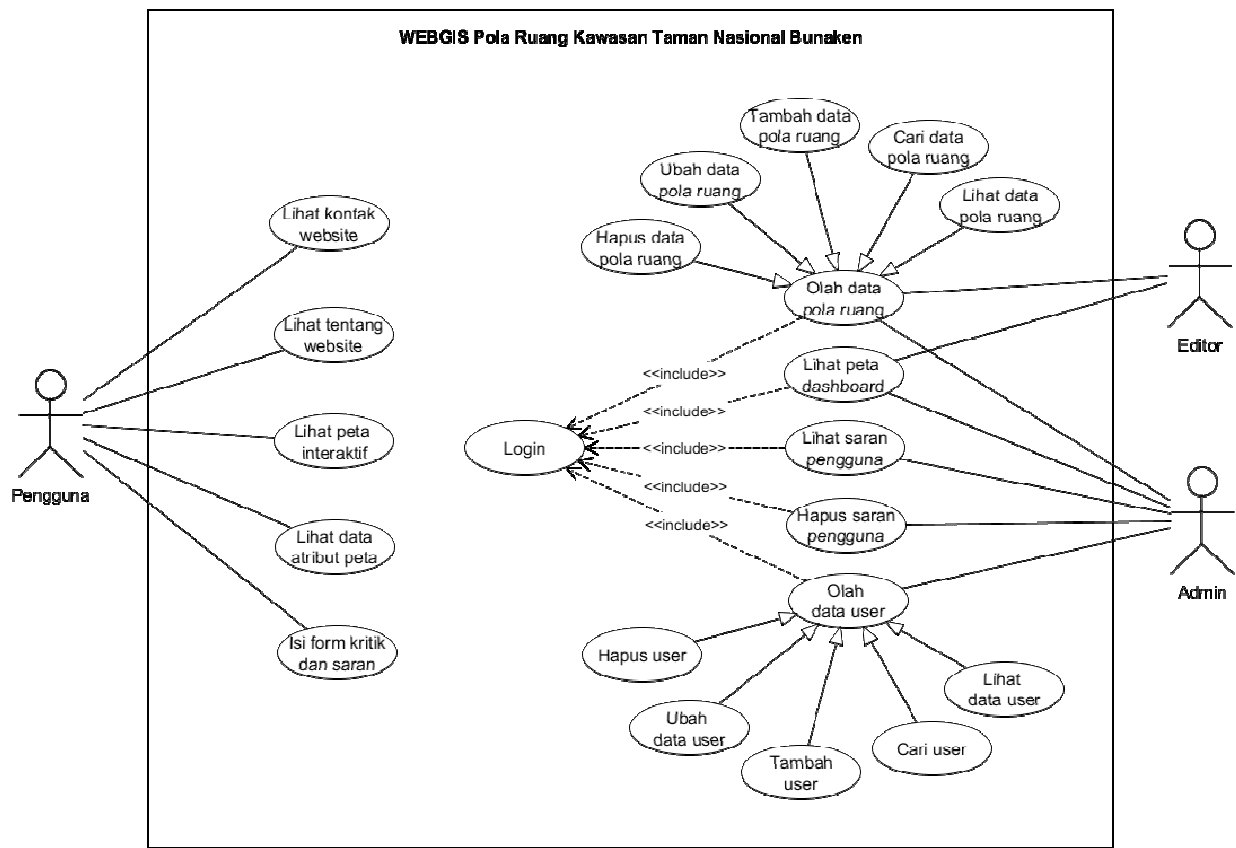 WEBGIS Pola Ruang Kawasan Taman Nasional Bunaken
Tambah data
pola ruang
Cari data
pola ruang
Ubah data
pola ruang
Lihat data
pola ruang
Hapus data
pola ruang
Lihat kontak
website
Olah data
pola ruang
Editor
Lihat tentang
website
Lihat peta
dashboard
<<include>>
<<include>>
Lihat peta
interaktif
Login
<<include>>
Lihat saran
pengguna
Pengguna
<<include>>
Hapus saran
pengguna
<<include>>
Lihat data
atribut peta
Olah
data user
Admin
Isi form kritik
dan saran
Hapus user
Lihat
data user
Ubah
data user
Cari user
Tambah
user